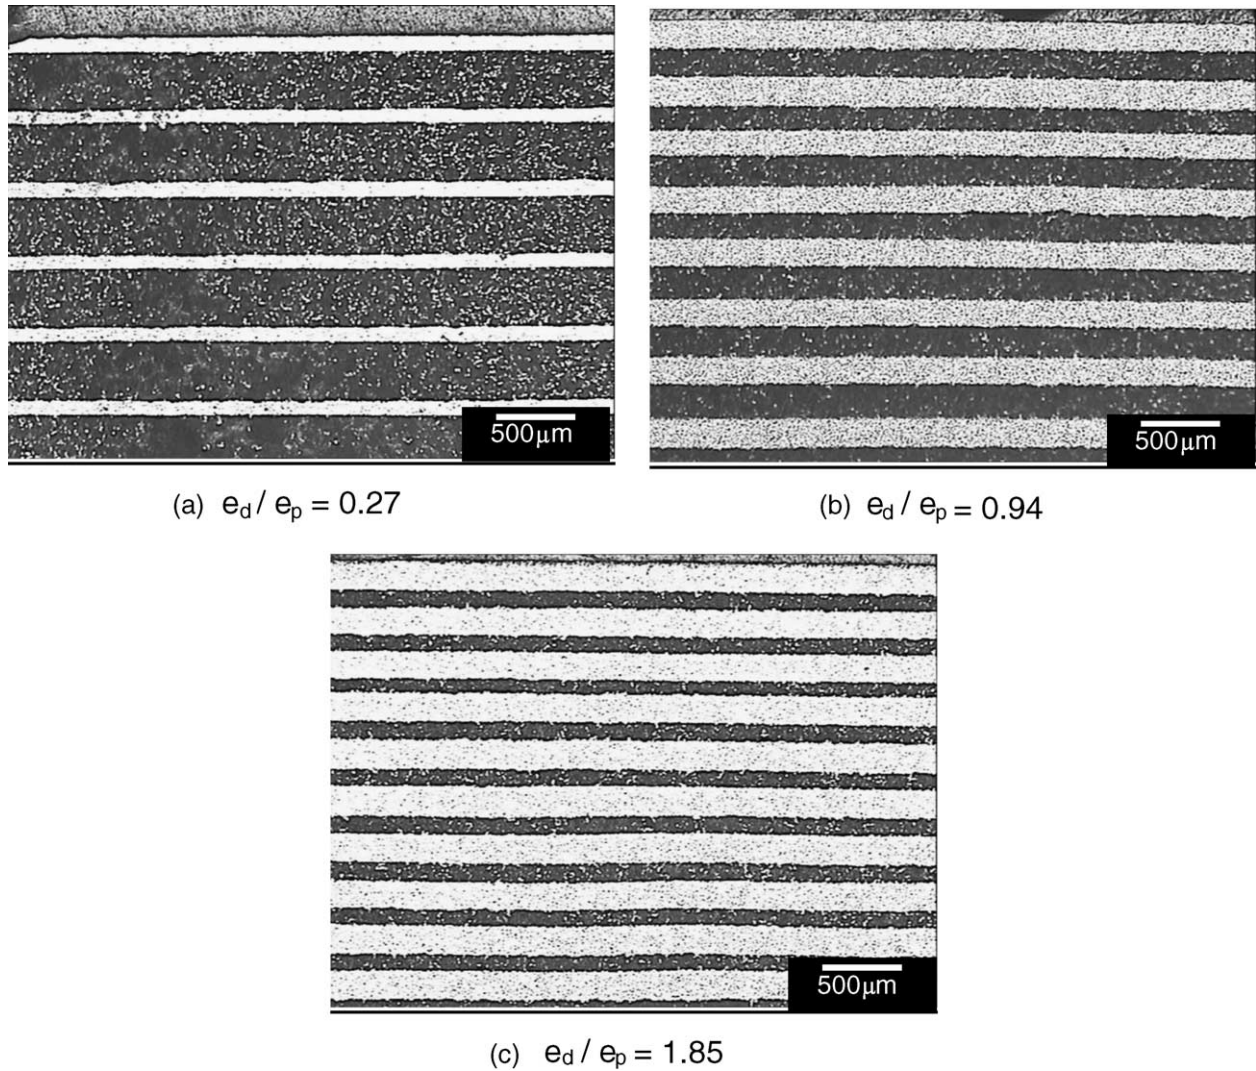 500μm
500μm
(a) e_d / e_p = 0.27
(b) e_d / e_p = 0.94
500μm
(c) e_d / e_p = 1.85